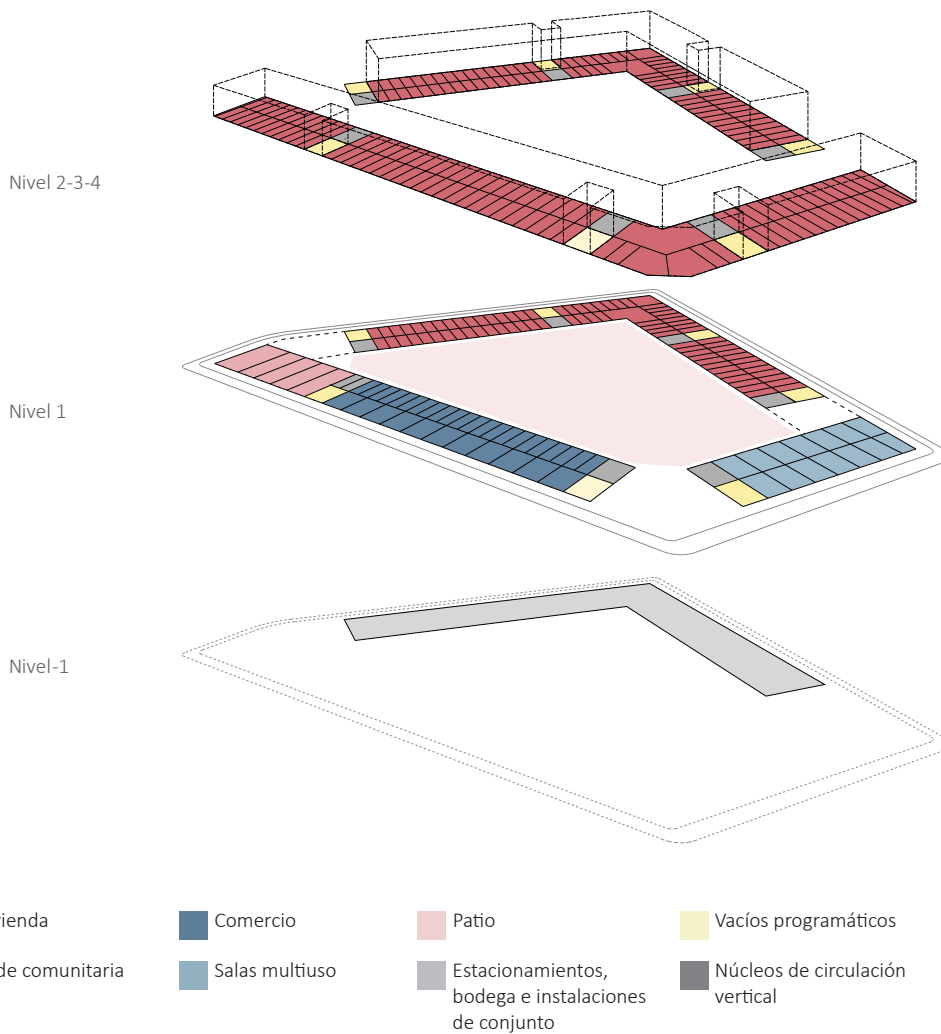 Nivel 2-3-4
Nivel 1
Nivel-1
Comercio
Patio
Vacíos programáticos
de comunitaria
Salas multiuso
Estacionamientos,
bodega e instalaciones
de conjunto
Núcleos de circulación
vertical